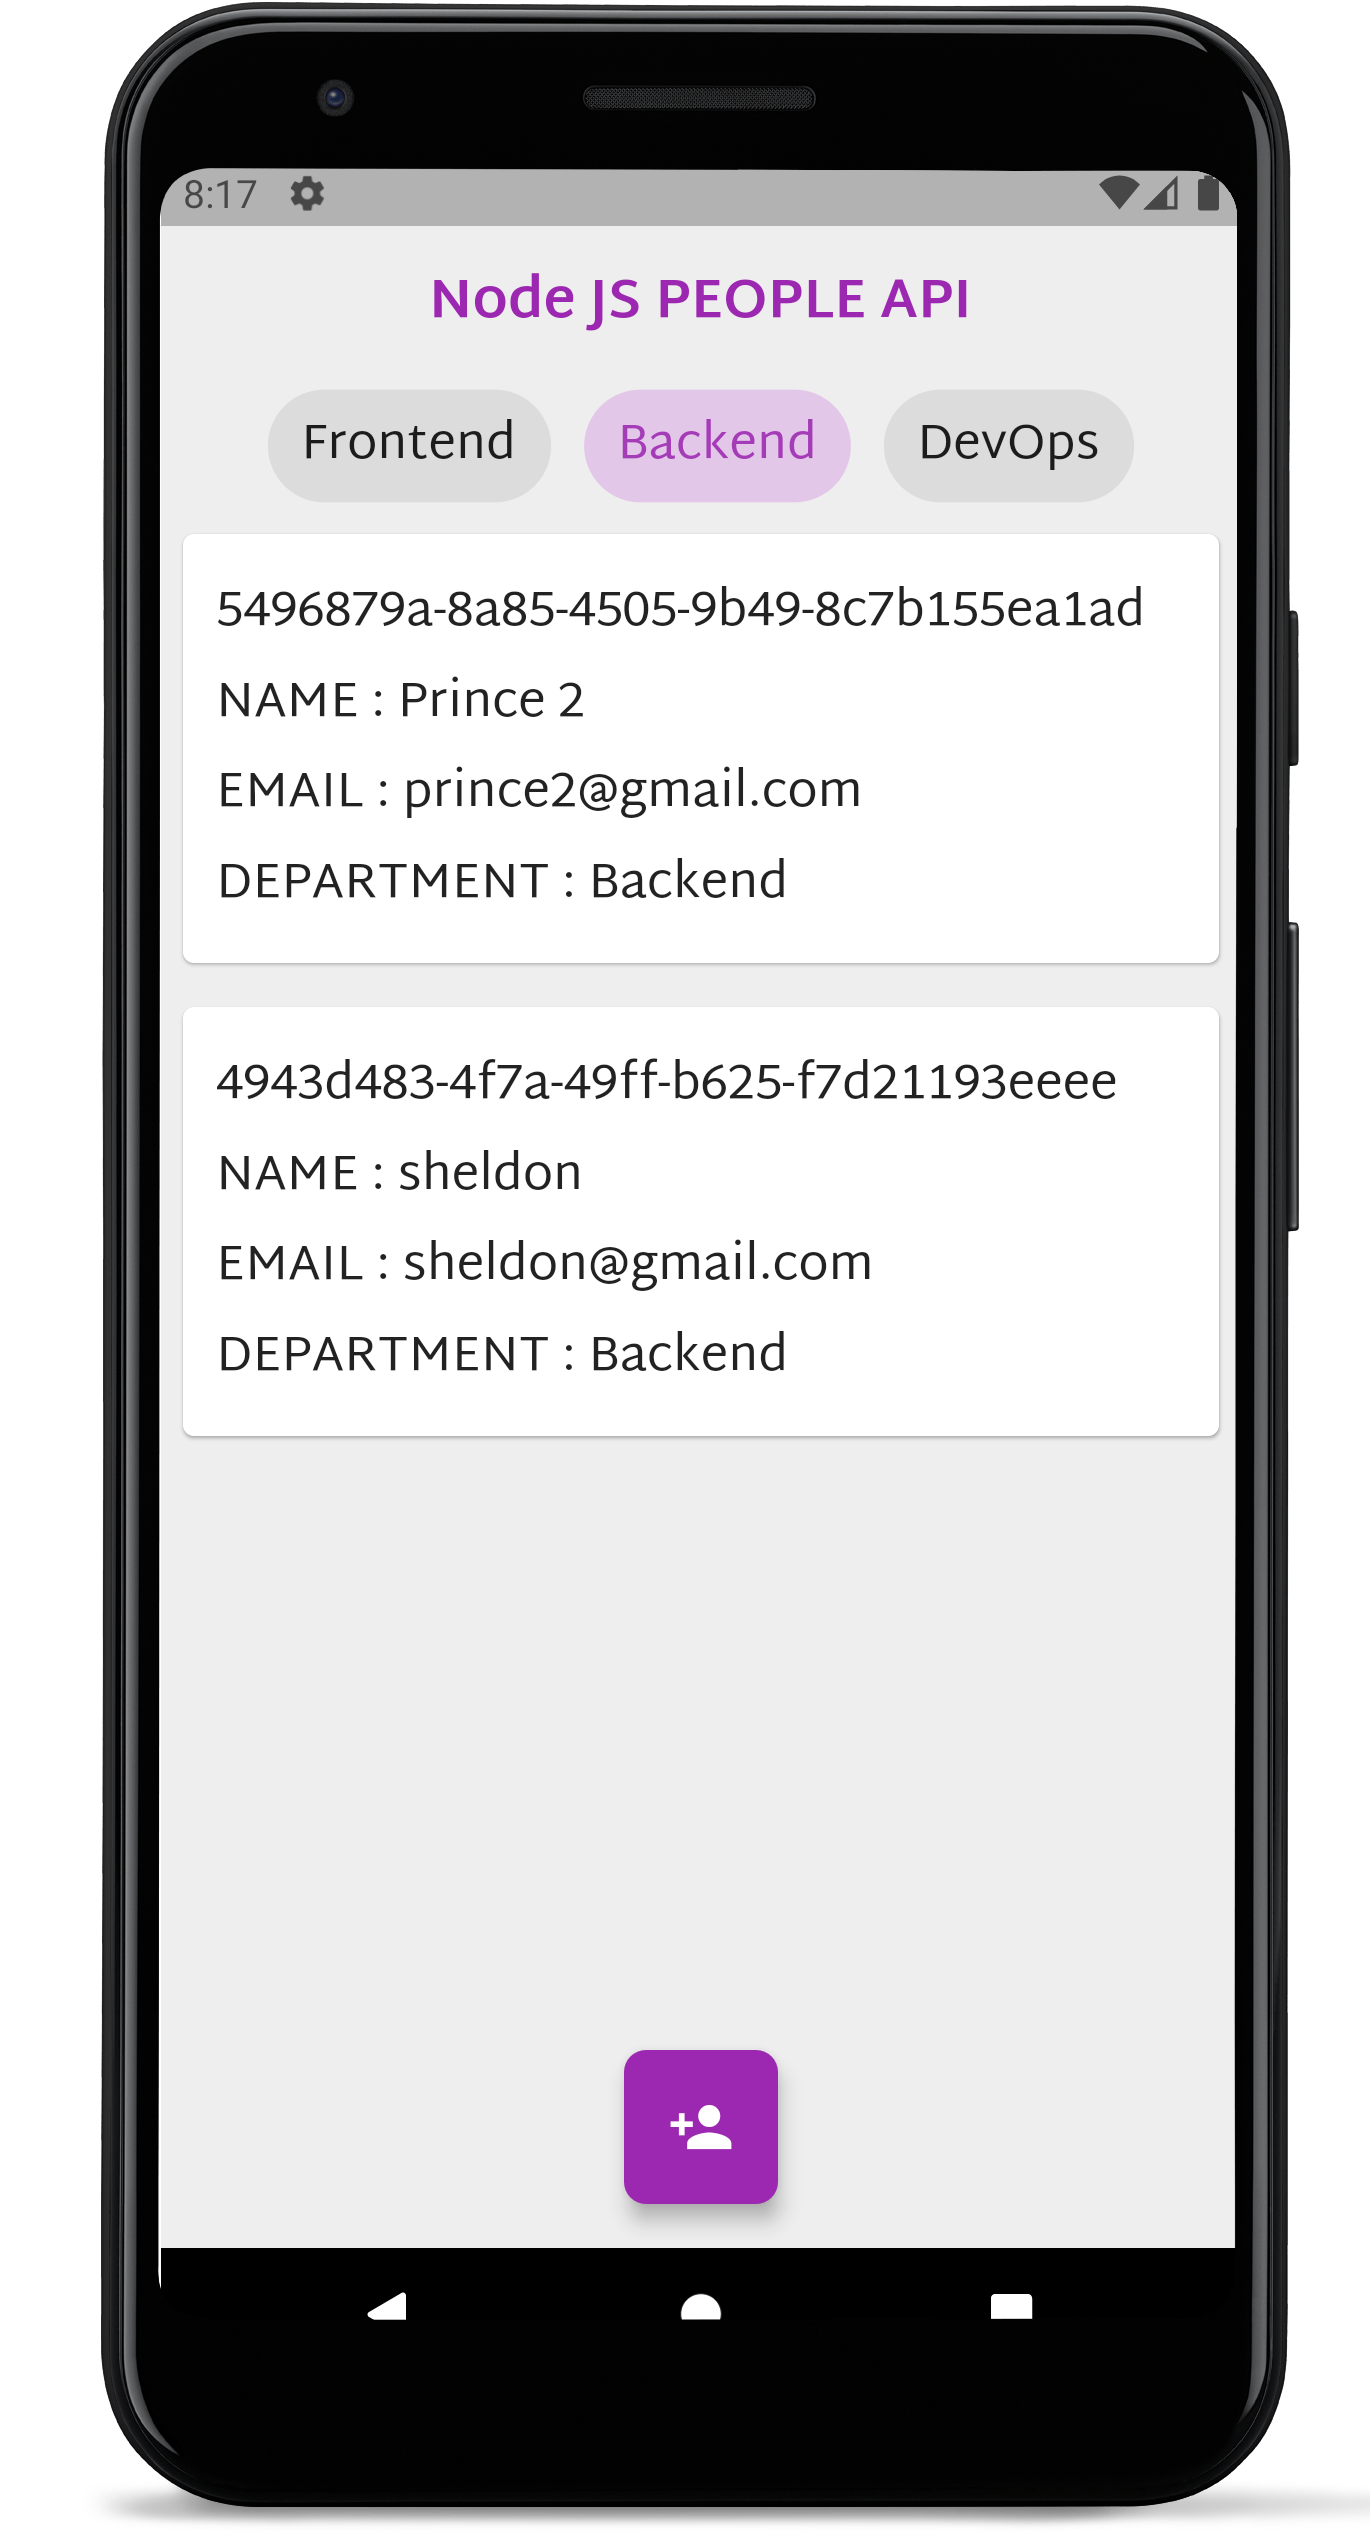 8:17
Node JS PEOPLE API
Frontend Backend DevOps
5496879a-8a85-4505-9b49-8c7b155ea1ad
NAME : Prince 2
EMAIL : prince2@gmail.com
DEPARTMENT : Backend
4943d483-4f7a-49ff-b625-f7d21193eeee
NAME : sheldon
EMAIL : sheldon@gmail.com
DEPARTMENT : Backend